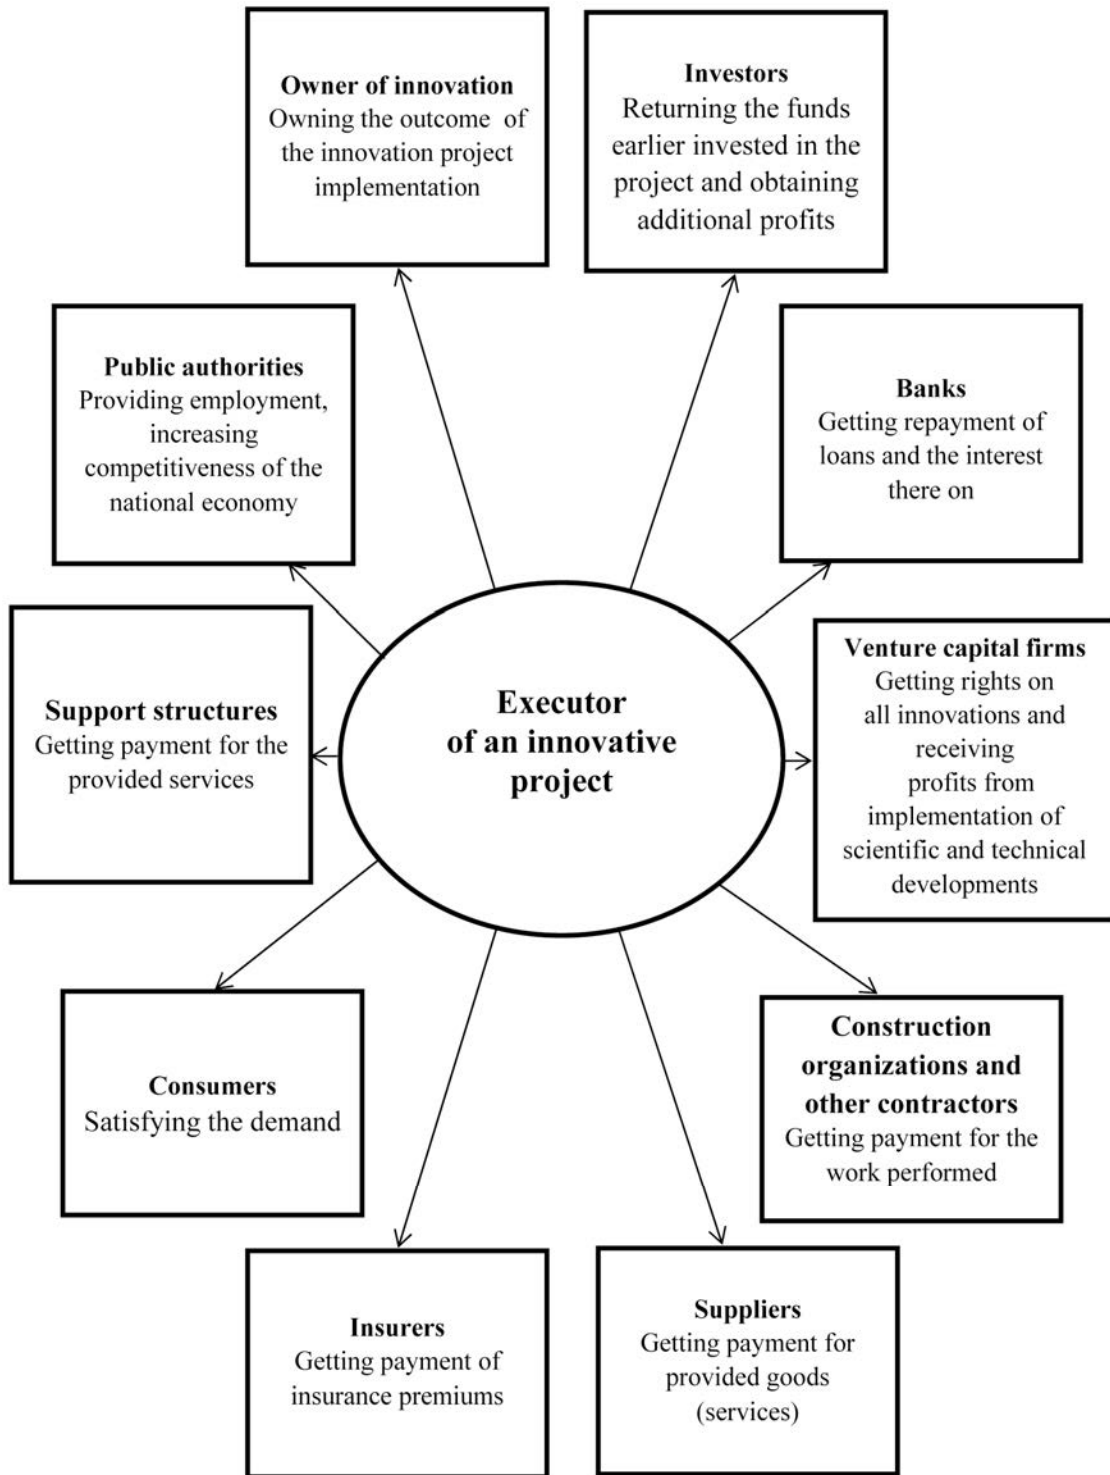 Owner of innovation
Owning the outcome of
the innovation project
implementation
Investors
Returning the funds
earlier invested in the
project and obtaining
additional profits
Public authorities
Providing employment,
increasing
competitiveness of the
national economy
Banks
Getting repayment of
loans and the interest
there on
Support structures
Getting payment for the
provided services
Executor
of an innovative
project
Venture capital firms
Getting rights on
all innovations and
receiving
profits from
implementation of
scientific and technical
developments
Consumers
Satisfying the demand
Construction
organizations and
other contractors
Getting payment for the
work performed
Insurers
Getting payment of
insurance premiums
Suppliers
Getting payment for
provided goods
(services)